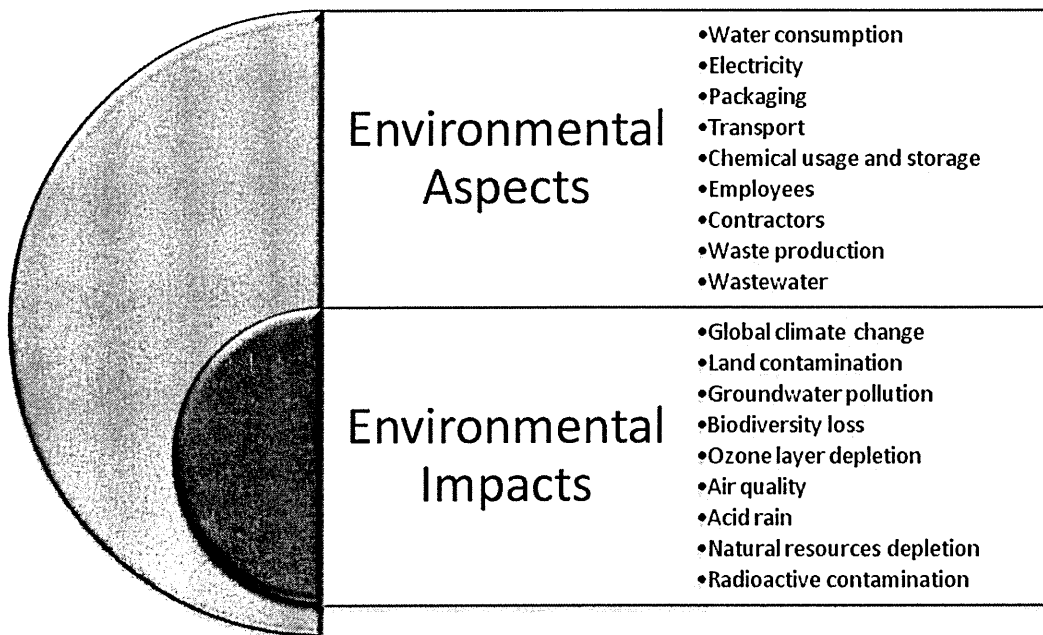 Environmental
Aspects
•Water consumption
•Electricity
•Packaging
•Transport
•Chemical usage and storage
•Employees
•Contractors
•Waste production
•Wastewater
Environmental
Impacts
•Global climate change
•Land contamination
•Groundwater pollution
•Biodiversity loss
•Ozone layer depletion
•Air quality
•Acid rain
•Natural resources depletion
•Radioactive contamination